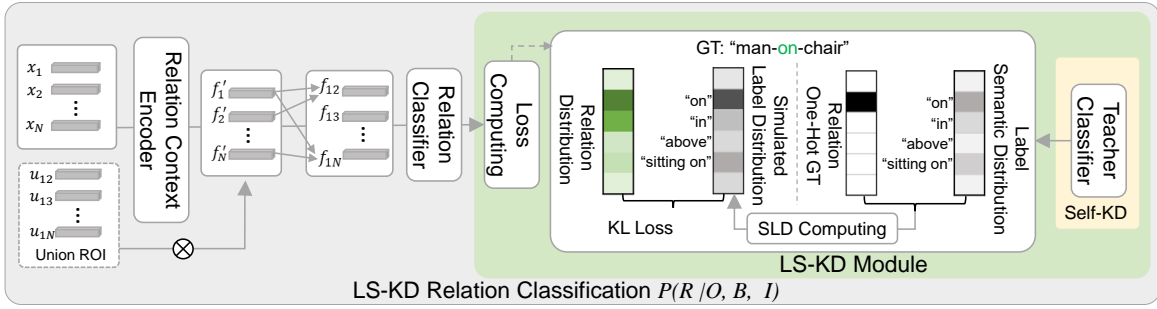 x1
x2
xN
u12
u13
u1N
Union ROI
Relation Context
Encoder
f1′
f2′
fN′
f12
f13
f1N
Relation
Classifier
Loss
Computing
GT: “man-on-chair”
Relation
Distribution
“on”
“in”
“above”
“sitting on”
Simulated
Label Distribution
Relation
One-Hot GT
“on”
“in”
“above”
“sitting on”
Label
Semantic Distribution
KL Loss
SLD Computing
Teacher
Classifier
Self-KD
LS-KD Module
LS-KD Relation Classification P(R |O, B, I)